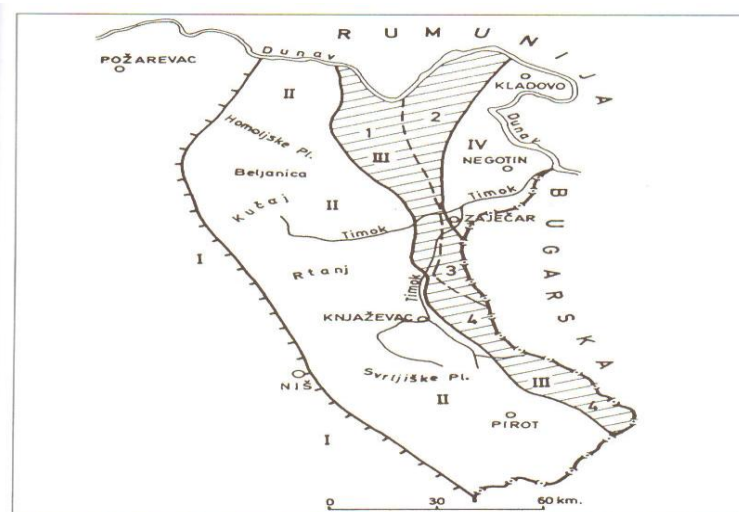 RUMUNIJA
Dunav
POŽAREVAC
KLADOVO
II
1
2
III
Dunav
Homoljske Pl.
IV
NEGOTIN
Beljanica
Timok
BUGARSKA
Kučaj
II
Timok
ZAJEČAR
I
Rtanj
3
Timok
KNJAŽEVAC
4
Svrljiške Pl.
III
NIŠ
II
4
PIROT
I
0 30 60 km.